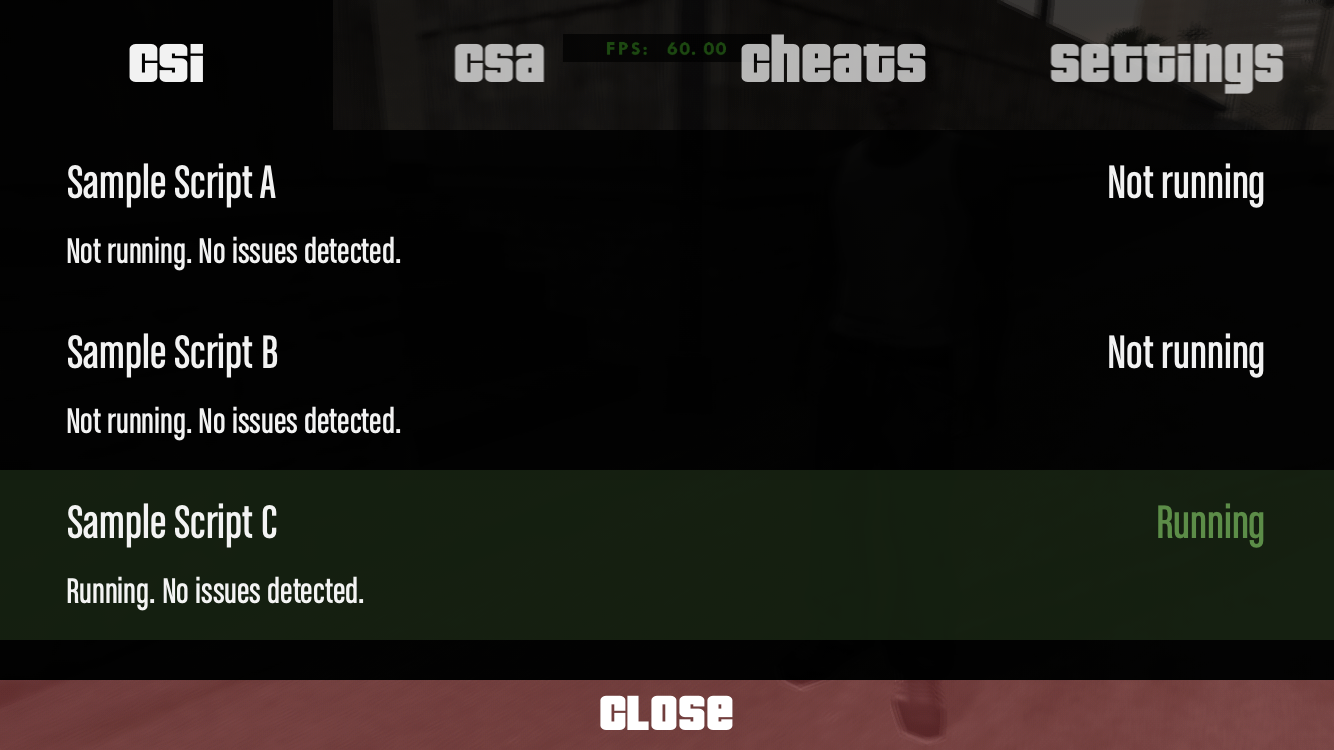 csi
csa
FPS: 60.00
cheats
settings
Sample Script A
Not running
Not running. No issues detected.
Sample Script B
Not running
Not running. No issues detected.
Sample Script C
Running
Running. No issues detected.
CLOSE